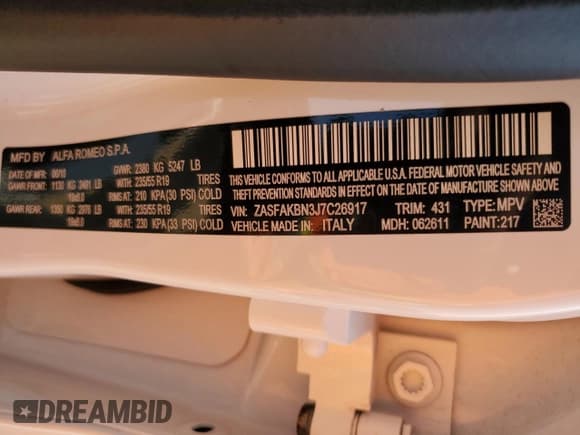 MFD BY ALFA ROMEO S.P.A.
DATE OF MFR GVWR: 2380 KG 5247 LB
GAWR FRONT: 1130 KG 2491 LB WITH 235/55 R19 TIRES
RIMS AT: 210 KPA(30 PSI) COLD
GAWR REAR: 1350 KG 2976 LB WITH 235/55 R19 TIRES
RIMS AT: 230 KPA (33 PSI) COLD
THIS VEHICLE CONFORMS TO ALL APPLICABLE U.S.A. FEDERAL MOTOR VEHICLE SAFETY AND THEFT PREVENTION STANDARDS IN EFFECT ON THE DATE OF MANUFACTURE SHOWN ABOVE
VIN: ZASFAKBN3J7C26917 TRIM: 431 TYPE: MPV
VEHICLE MADE IN: ITALY MDH: 062611 PAINT:217
DREAMBID